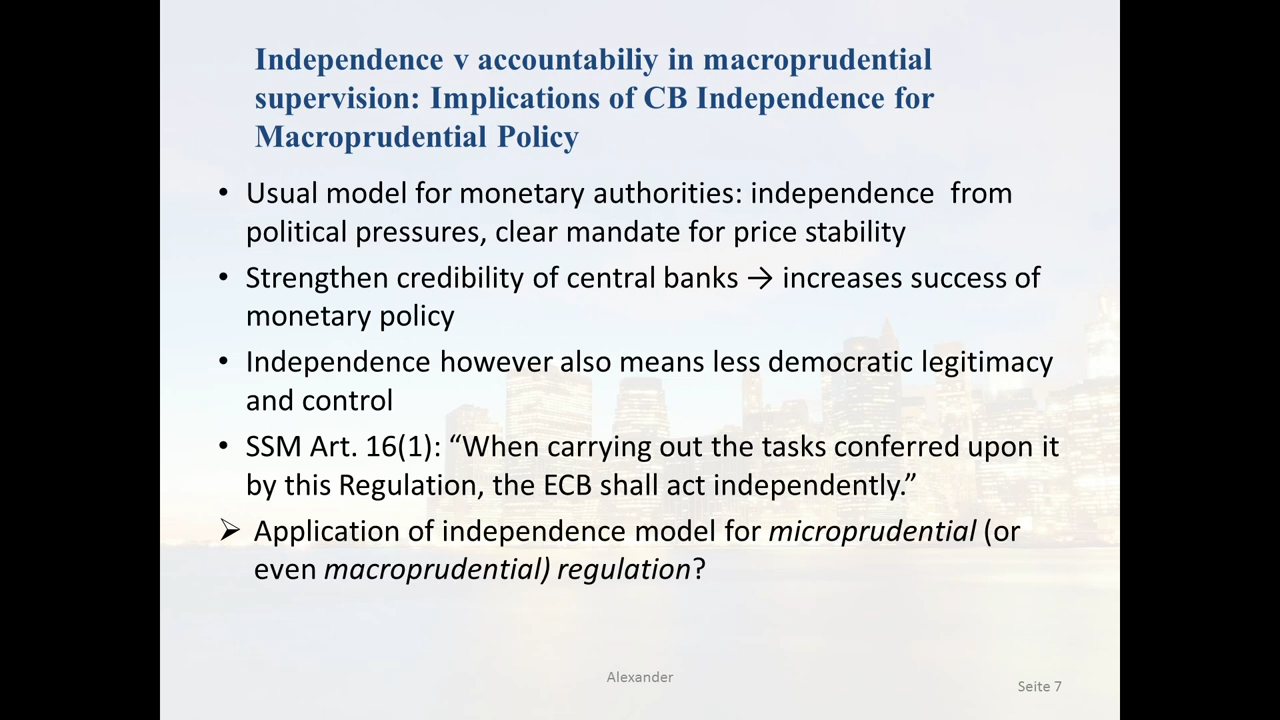 Independence v accountabiliy in macroprudential
supervision: Implications of CB Independence for
Macroprudential Policy
• Usual model for monetary authorities: independence  from
political pressures, clear mandate for price stability
• Strengthen credibility of central banks → increases success of
monetary policy
• Independence however also means less democratic legitimacy
and control
• SSM Art. 16(1): “When carrying out the tasks conferred upon it
by this Regulation, the ECB shall act independently.”
➢ Application of independence model for microprudential (or
even macroprudential) regulation?
Alexander
Seite 7